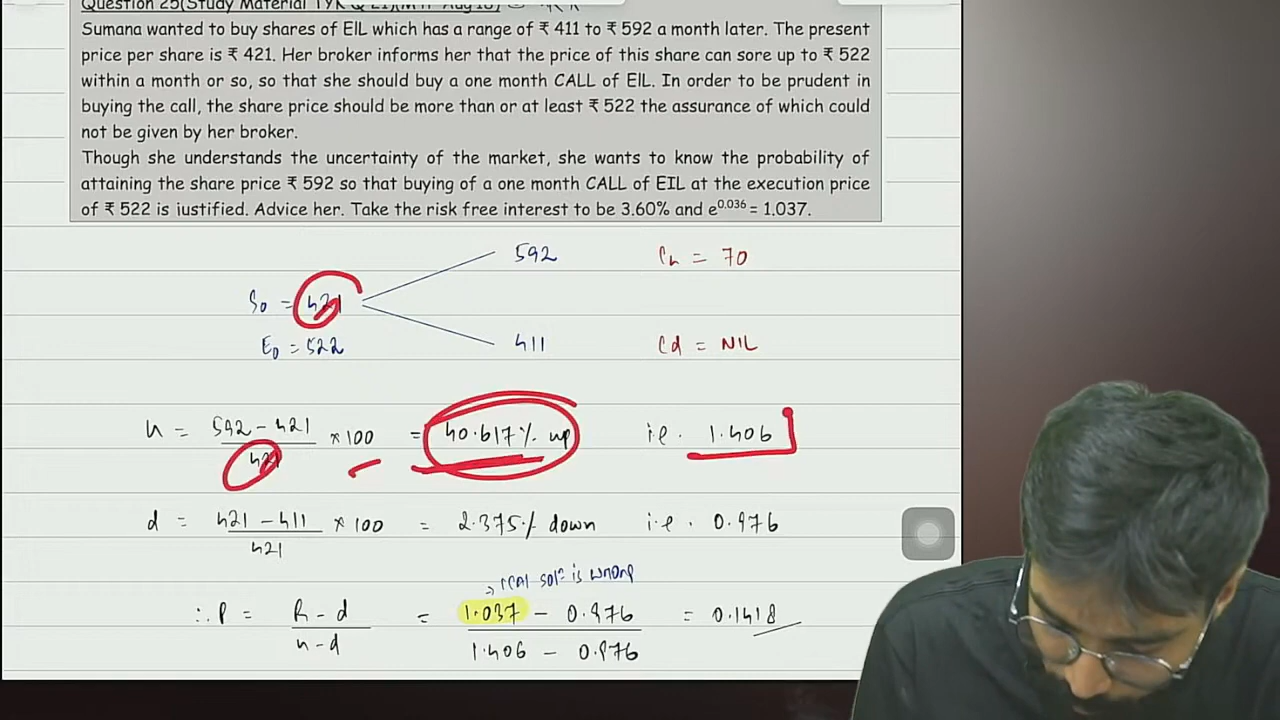 Question 25(Study Material TYK Q 21)(MTP Aug18)
Sumana wanted to buy shares of EIL which has a range of ₹ 411 to ₹ 592 a month later. The present
price per share is ₹ 421. Her broker informs her that the price of this share can sore up to ₹ 522
within a month or so, so that she should buy a one month CALL of EIL. In order to be prudent in
buying the call, the share price should be more than or at least ₹ 522 the assurance of which could
not be given by her broker.
Though she understands the uncertainty of the market, she wants to know the probability of
attaining the share price ₹ 592 so that buying of a one month CALL of EIL at the execution price
of ₹ 522 is justified. Advice her. Take the risk free interest to be 3.60% and e^0.036 = 1.037.
592 Cu = 70
S0 = 421
E0 = 522 411 Cd = NIL
u = 592 - 421 / 421 × 100 = 40.617% up i.e. 1.406
d = 421 - 411 / 421 × 100 = 2.375% down i.e. 0.976
→ ICAI sol^n is wrong
∴ P = R - d / u - d = 1.037 - 0.976 / 1.406 - 0.976 = 0.1418